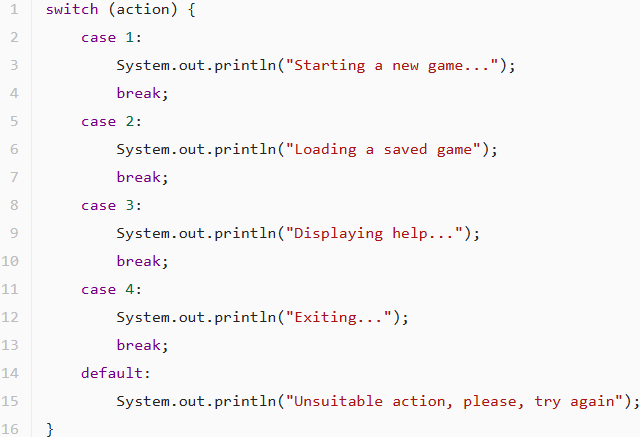 1 switch (action) {
2 case 1:
3 System.out.println("Starting a new game...");
4 break;
5 case 2:
6 System.out.println("Loading a saved game");
7 break;
8 case 3:
9 System.out.println("Displaying help...");
10 break;
11 case 4:
12 System.out.println("Exiting...");
13 break;
14 default:
15 System.out.println("Unsuitable action, please, try again");
16 }